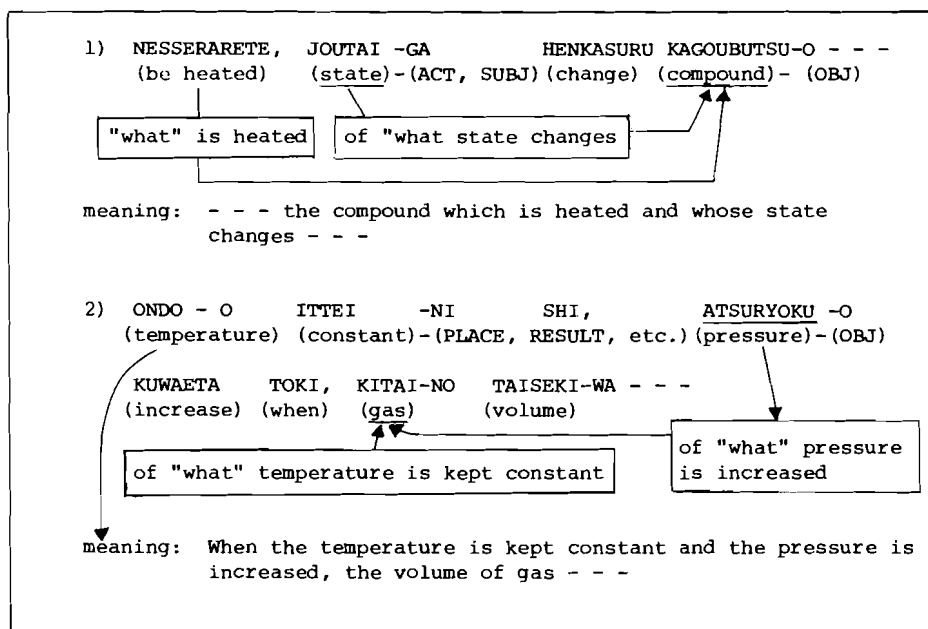 1) NESSERARETE, JOUTAI -GA HENKASURU KAGOUBUTSU-O - - -
(be heated) (state)-(ACT, SUBJ)(change) (compound)- (OBJ)
"what" is heated
of "what state changes
meaning: - - - the compound which is heated and whose state
changes - - -
2) ONDO - O ITTEI -NI SHI, ATSURYOKU -O
(temperature) (constant)-(PLACE, RESULT, etc.)(pressure)-(OBJ)
KUWAETA TOKI, KITAI-NO TAISEKI-WA - - -
(increase) (when) (gas) (volume)
of "what" temperature is kept constant
of "what" pressure
is increased
meaning: When the temperature is kept constant and the pressure is
increased, the volume of gas - - -